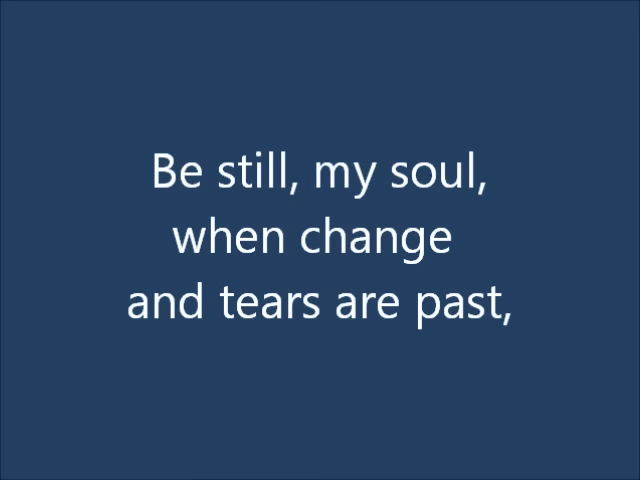 Be still, my soul,
when change
and tears are past,